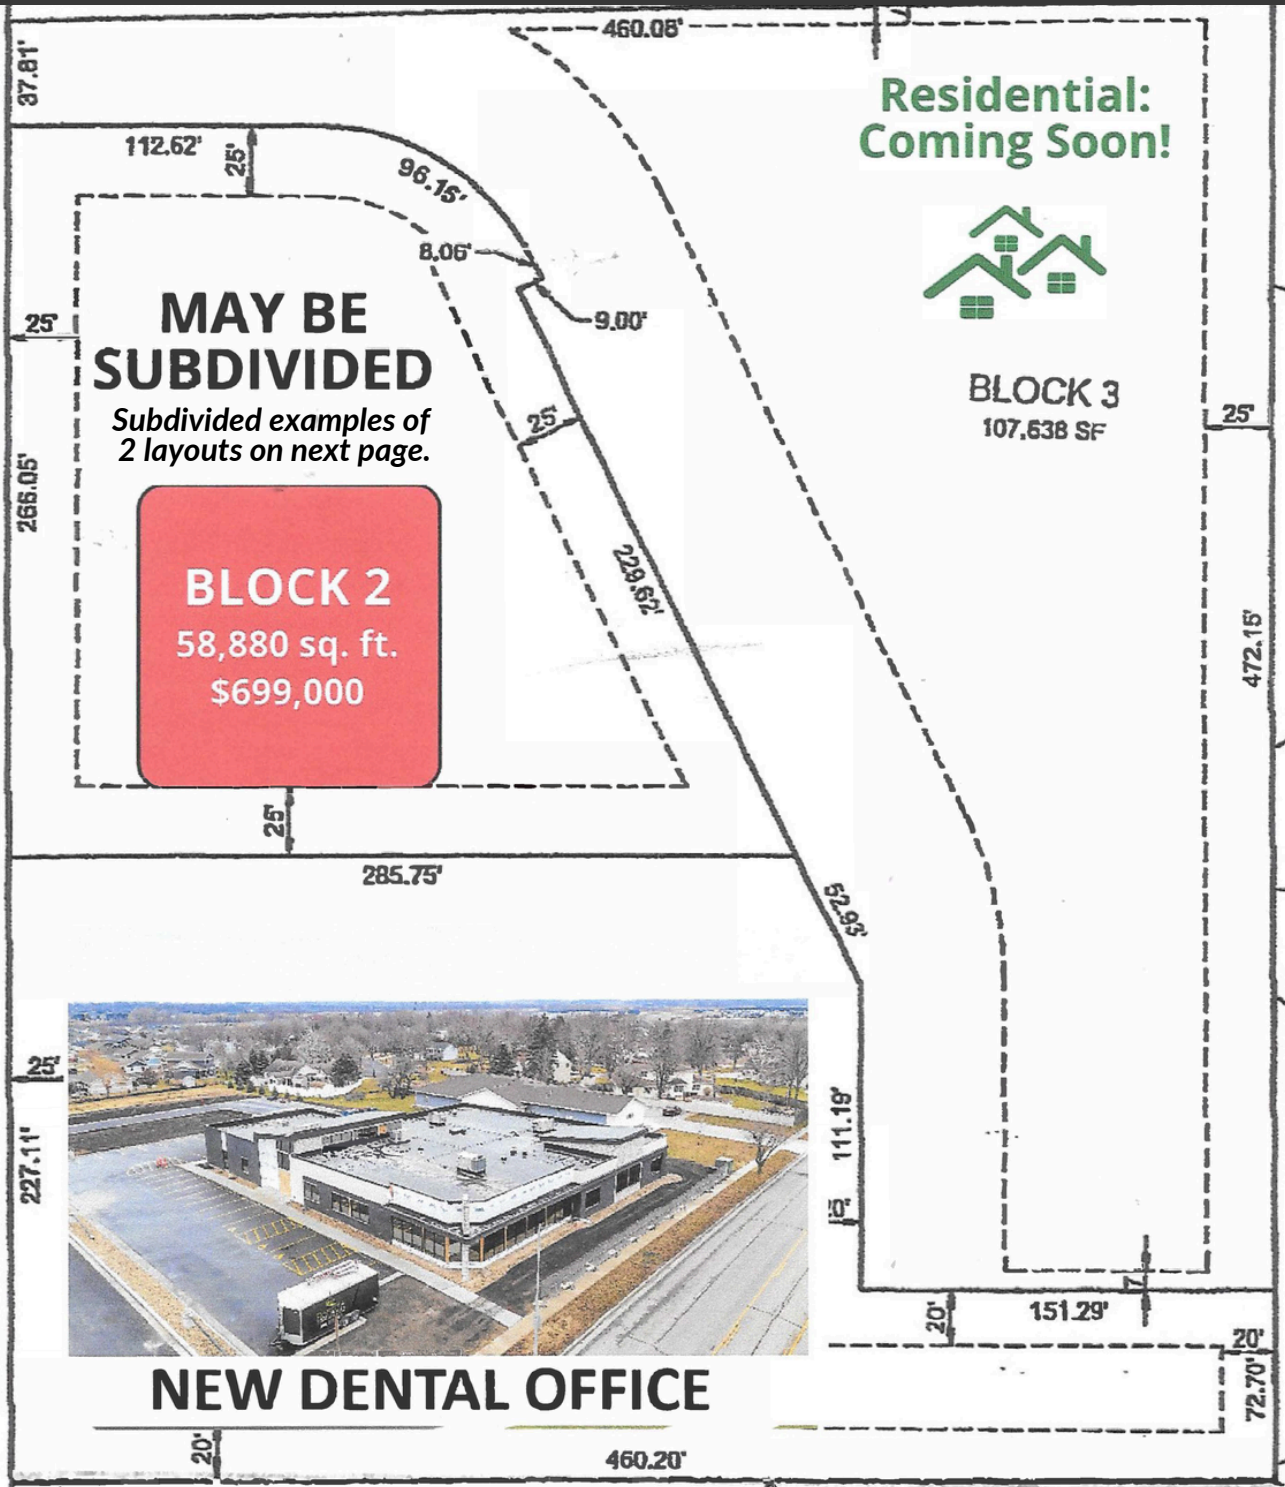 460.08'
37.81'
Residential:
Coming Soon!
112.62'
25'
96.15'
8.06'
9.00'
MAY BE
SUBDIVIDED
25'
Subdivided examples of
2 layouts on next page.
BLOCK 3
107,638 SF
25'
25'
266.05'
BLOCK 2
58,880 sq. ft.
$699,000
229.62'
472.15'
25'
285.75'
52.93'
25'
227.11'
111.19'
7'
20'
151.29'
20'
72.70'
NEW DENTAL OFFICE
20'
460.20'